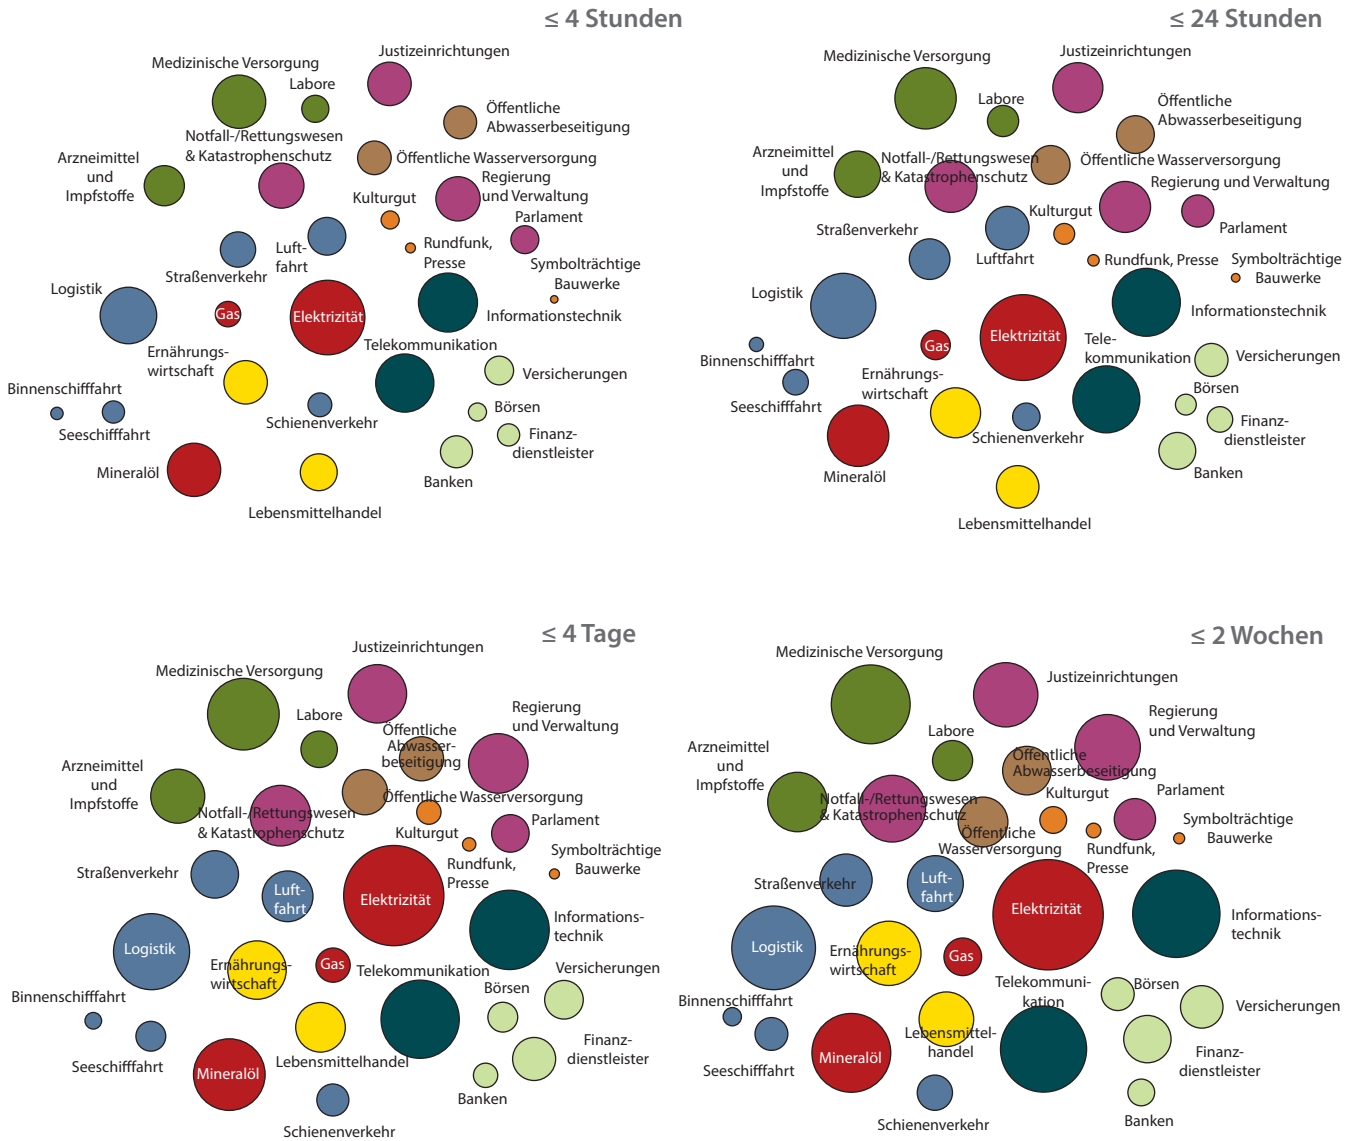 ≤ 4 Stunden
Justizeinrichtungen
Medizinische Versorgung
Labore
Öffentliche
Abwasserbeseitigung
Notfall-/Rettungswesen
& Katastrophenschutz
Arzneimittel
und
Impfstoffe
Öffentliche Wasserversorgung
Regierung
und Verwaltung
Kulturgut
Parlament
Luft-
fahrt
Straßenverkehr
Rundfunk,
Presse
Symbolträchtige
Bauwerke
Logistik
Gas
Elektrizität
Informationstechnik
Telekommunikation
Ernährungs-
wirtschaft
Versicherungen
Binnenschifffahrt
Seeschifffahrt
Schienenverkehr
Börsen
Finanz-
dienstleister
Mineralöl
Banken
Lebensmittelhandel
≤ 24 Stunden
Justizeinrichtungen
Medizinische Versorgung
Labore
Öffentliche
Abwasserbeseitigung
Arzneimittel
und
Impfstoffe
Notfall-/Rettungswesen
& Katastrophenschutz
Öffentliche Wasserversorgung
Regierung und Verwaltung
Kulturgut
Parlament
Straßenverkehr
Luftfahrt
Rundfunk, Presse
Symbolträchtige
Bauwerke
Logistik
Informationstechnik
Elektrizität
Gas
Tele-
kommunikation
Versicherungen
Binnenschifffahrt
Ernährungs-
wirtschaft
Börsen
Seeschifffahrt
Schienenverkehr
Finanz-
dienstleister
Mineralöl
Banken
Lebensmittelhandel
≤ 4 Tage
Justizeinrichtungen
Medizinische Versorgung
Labore
Regierung
und Verwaltung
Öffentliche
Abwasser-
beseitigung
Arzneimittel
und
Impfstoffe
Öffentliche Wasserversorgung
Notfall-/Rettungswesen
& Katastrophenschutz
Kulturgut
Parlament
Rundfunk,
Presse
Symbolträchtige
Bauwerke
Straßenverkehr
Luft-
fahrt
Elektrizität
Informations-
technik
Logistik
Ernährungs-
wirtschaft
Gas
Telekommunikation
Versicherungen
Börsen
Binnenschifffahrt
Seeschifffahrt
Mineralöl
Lebensmittelhandel
Finanz-
dienstleister
Banken
Schienenverkehr
≤ 2 Wochen
Medizinische Versorgung
Justizeinrichtungen
Regierung
und Verwaltung
Labore
Arzneimittel
und
Impfstoffe
Öffentliche
Abwasserbeseitigung
Notfall-/Rettungswesen
& Katastrophenschutz
Kulturgut
Parlament
Öffentliche
Wasserversorgung
Rundfunk,
Presse
Symbolträchtige
Bauwerke
Straßenverkehr
Luft-
fahrt
Elektrizität
Informations-
technik
Logistik
Ernährungs-
wirtschaft
Gas
Telekommuni-
kation
Börsen
Versicherungen
Binnenschifffahrt
Seeschifffahrt
Mineralöl
Lebensmittel-
handel
Finanz-
dienstleister
Banken
Schienenverkehr